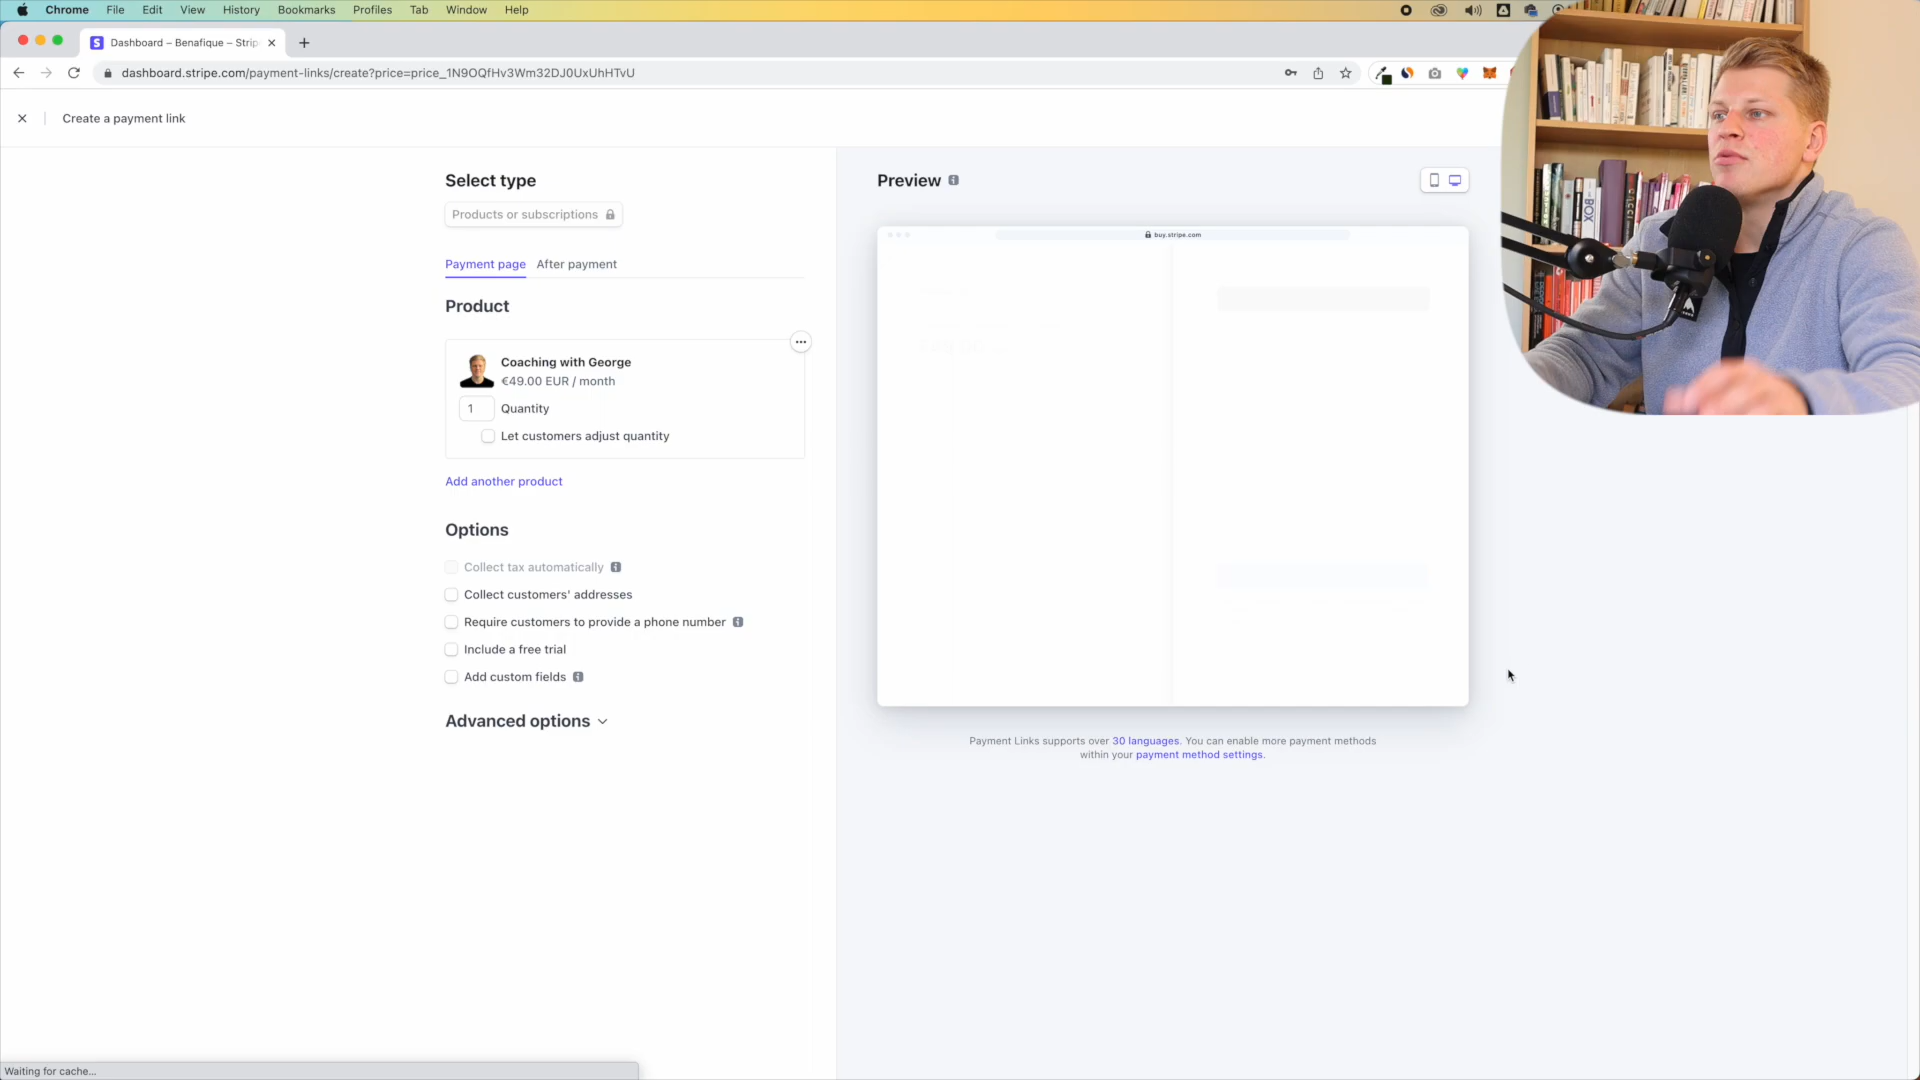 Chrome File Edit View History Bookmarks Profiles Tab Window Help
Dashboard – Benafique – Strip
dashboard.stripe.com/payment-links/create?price=price_1N9OQfHv3Wm32DJ0UxUhHTvU
Create a payment link
Select type
Products or subscriptions
Payment page After payment
Product
Coaching with George
€49.00 EUR / month
1 Quantity
Let customers adjust quantity
Add another product
Options
Collect tax automatically
Collect customers' addresses
Require customers to provide a phone number
Include a free trial
Add custom fields
Advanced options
Preview
buy.stripe.com
Payment Links supports over 30 languages. You can enable more payment methods
within your payment method settings.
Waiting for cache...